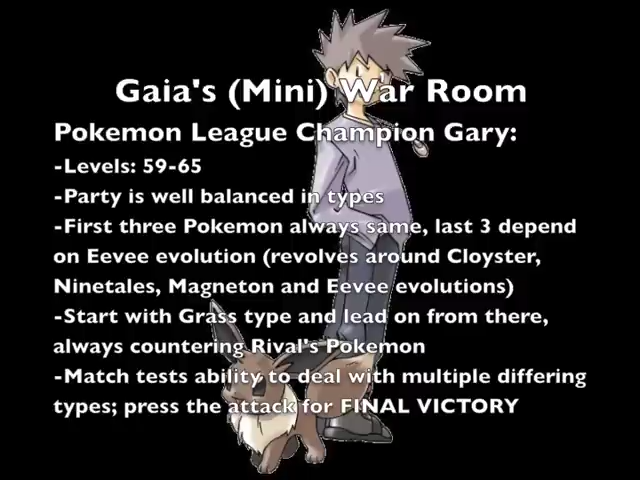 Gaia's (Mini) War Room
Pokemon League Champion Gary:
-Levels: 59-65
-Party is well balanced in types
-First three Pokemon always same, last 3 depend
on Eevee evolution (revolves around Cloyster,
Ninetales, Magneton and Eevee evolutions)
-Start with Grass type and lead on from there,
always countering Rival's Pokemon
-Match tests ability to deal with multiple differing
types; press the attack for FINAL VICTORY